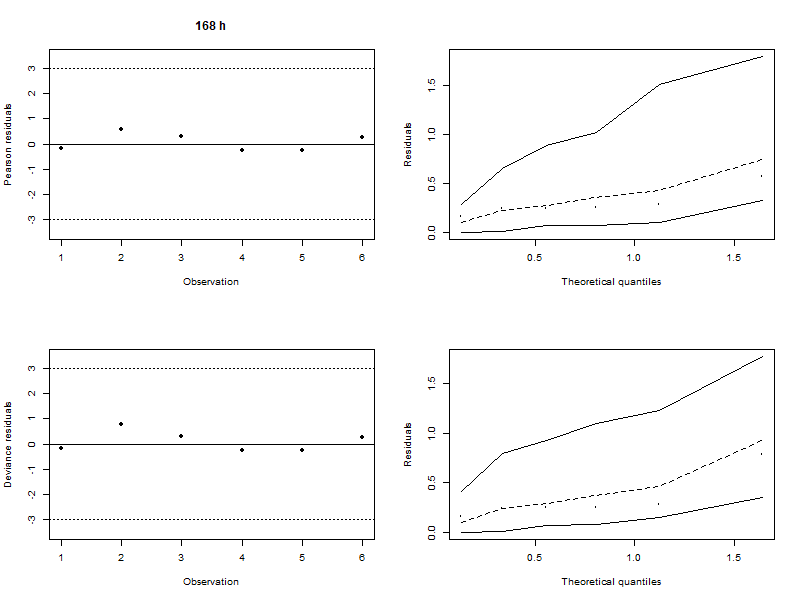 168 h
Pearson residuals
3
2
1
0
-1
-2
-3
1 2 3 4 5 6
Observation
Residuals
1.5
1.0
0.5
0.0
0.5 1.0 1.5
Theoretical quantiles
Deviance residuals
3
2
1
0
-1
-2
-3
1 2 3 4 5 6
Observation
Residuals
1.5
1.0
0.5
0.0
0.5 1.0 1.5
Theoretical quantiles